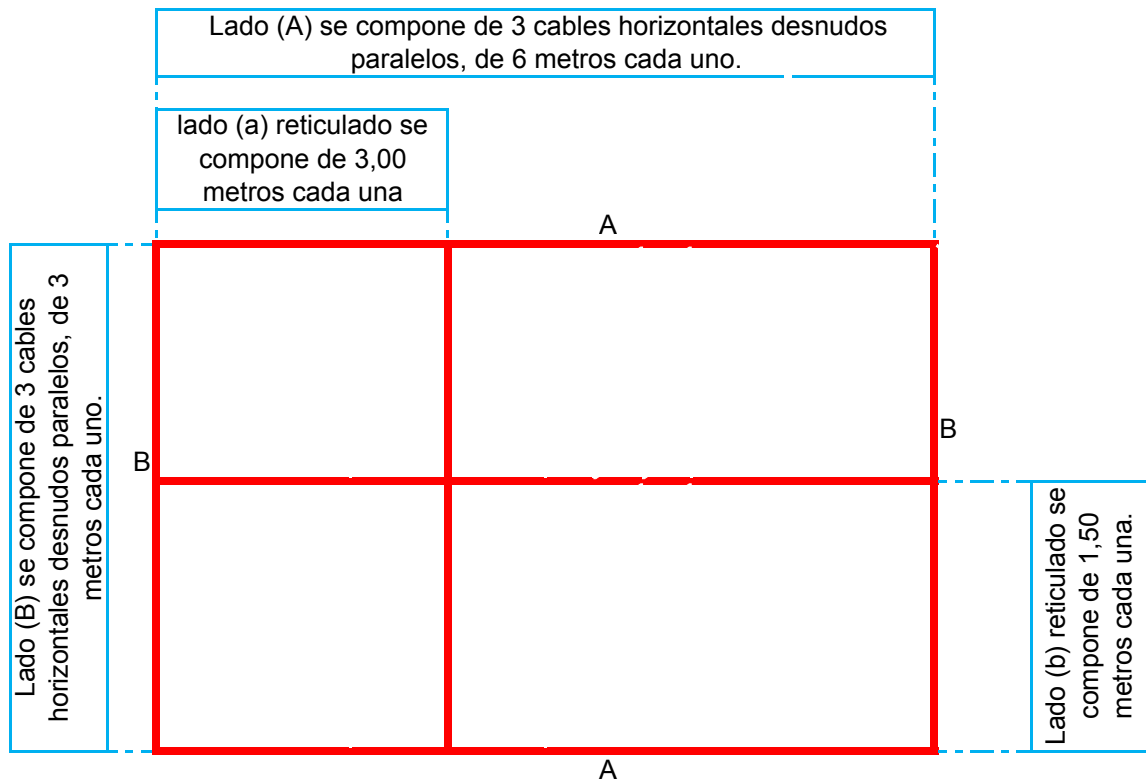 Lado (A) se compone de 3 cables horizontales desnudos
paralelos, de 6 metros cada uno.
lado (a) reticulado se
compone de 3,00
metros cada una
A
Lado (B) se compone de 3 cables
horizontales desnudos paralelos, de 3
metros cada uno.
B
B
Lado (b) reticulado se
compone de 1,50
metros cada una.
A